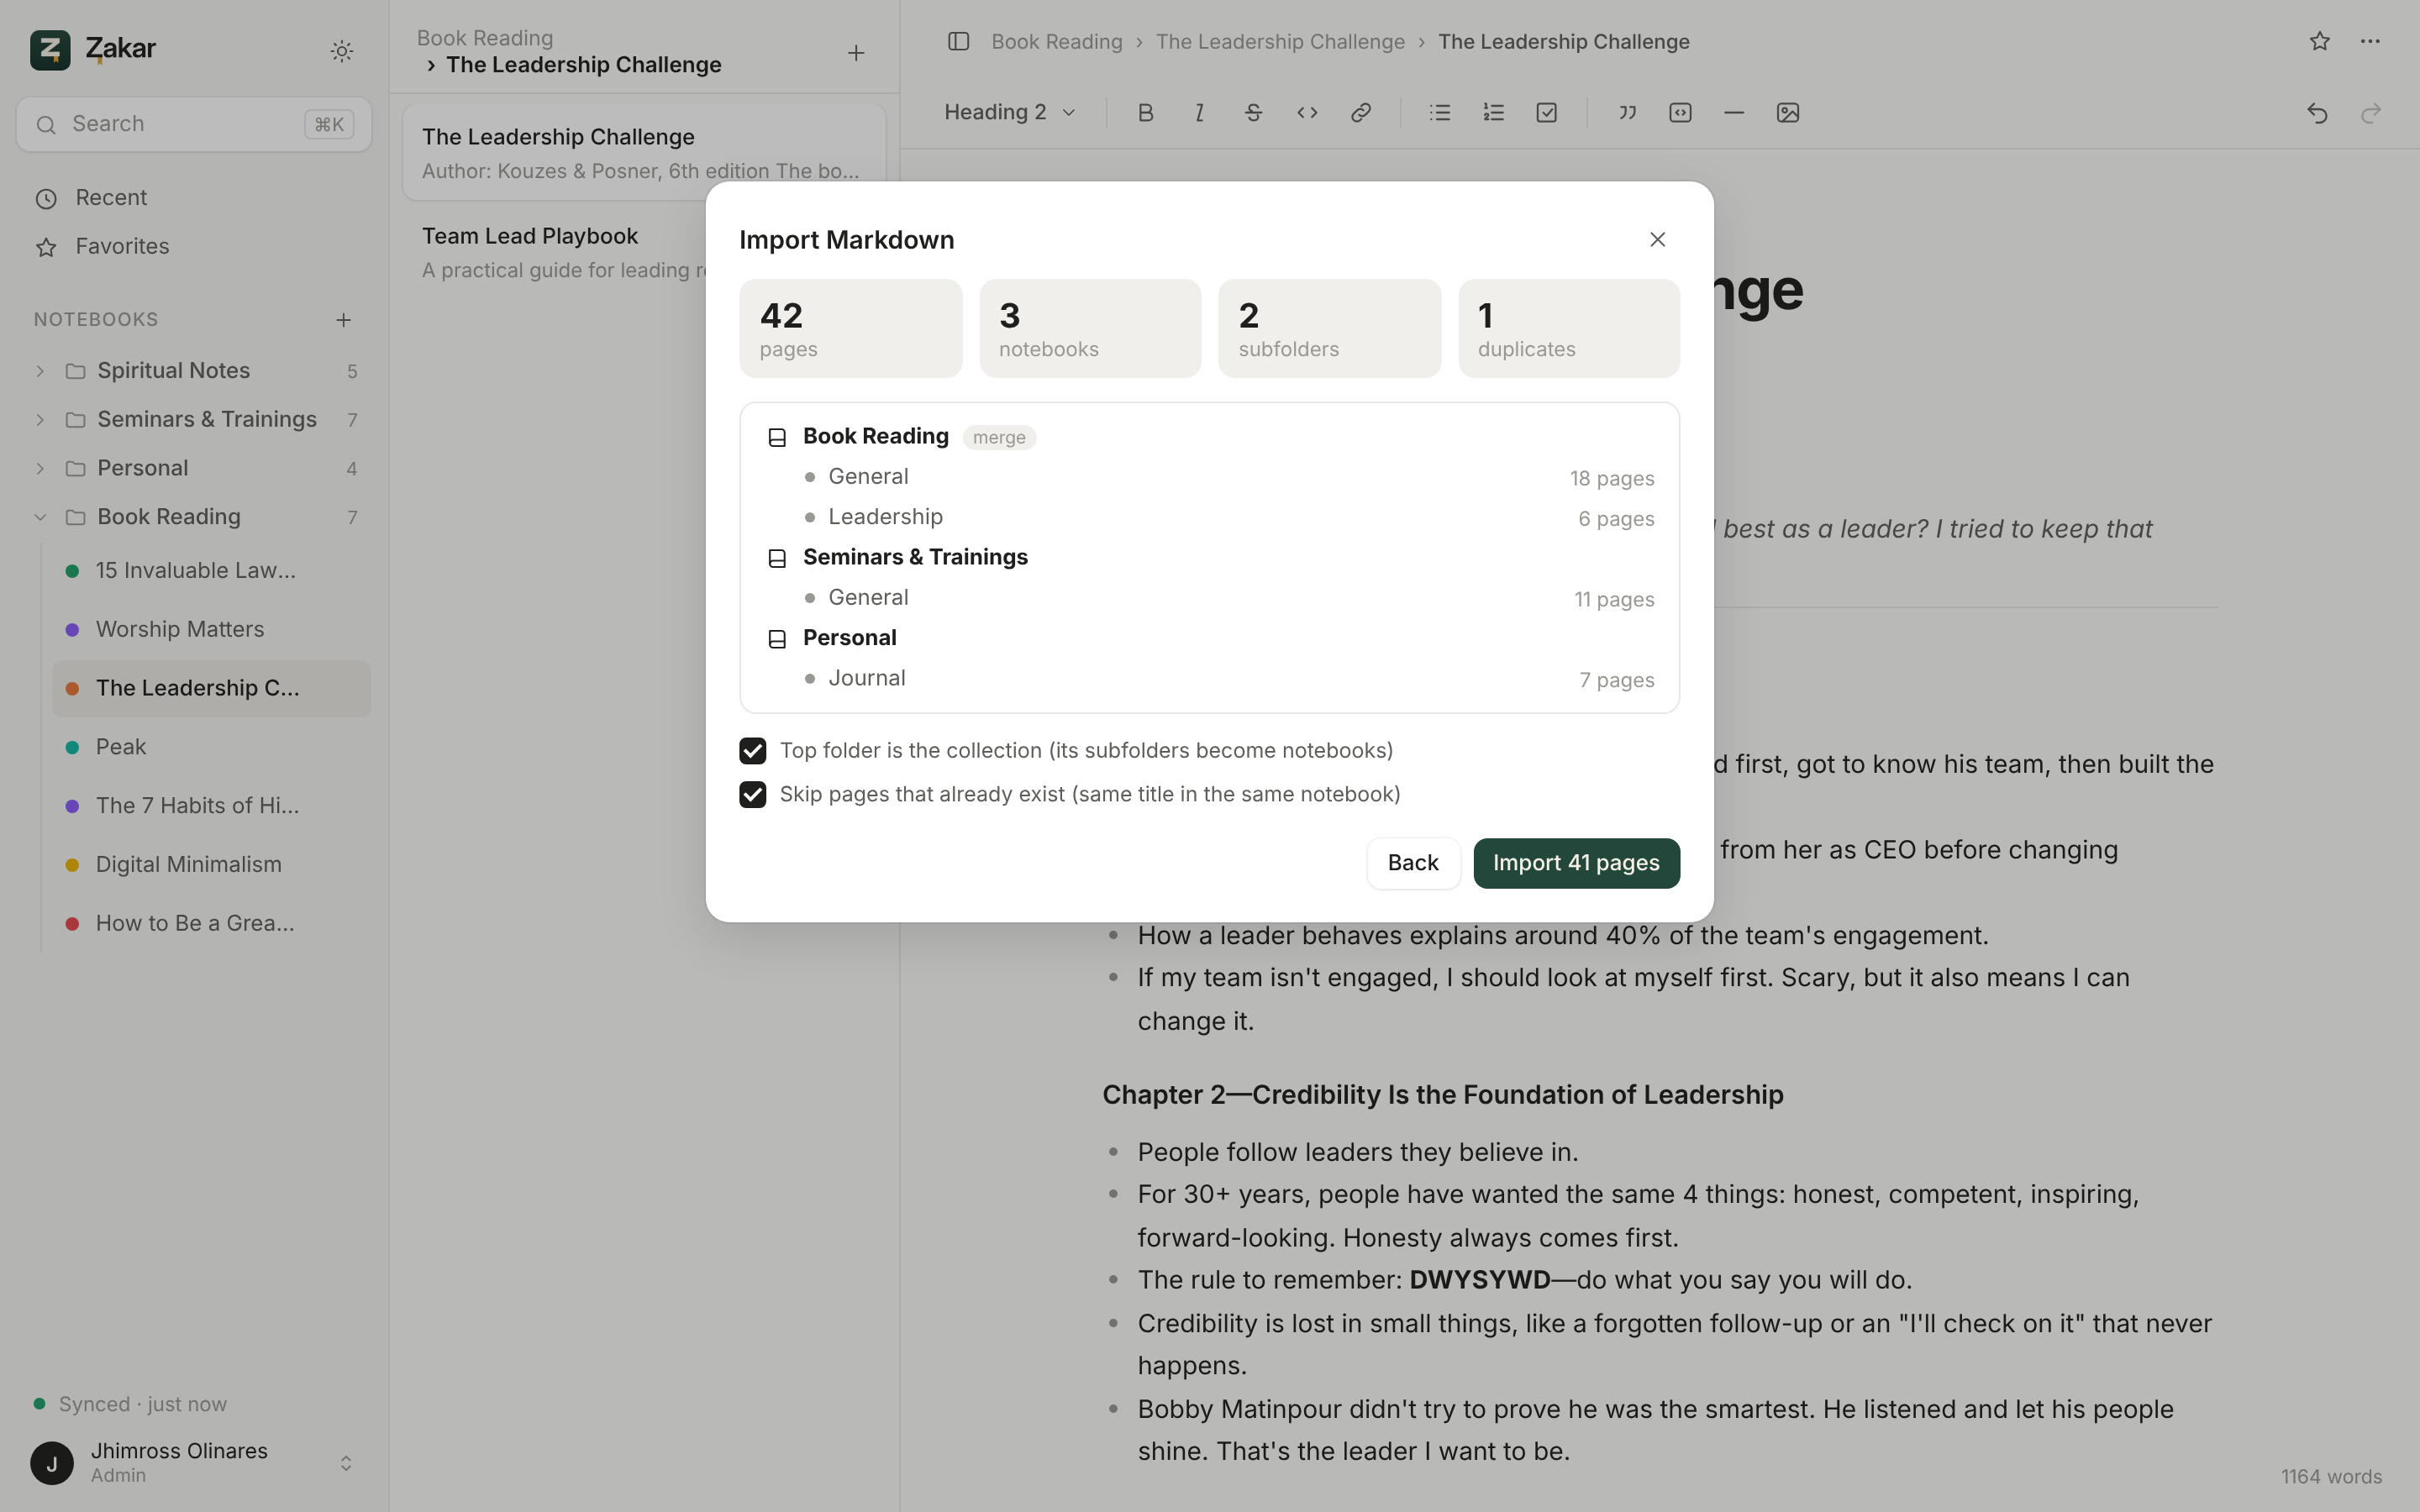 Zakar
Search
⌘K
Recent
Favorites
NOTEBOOKS
Spiritual Notes 5
Seminars & Trainings 7
Personal 4
Book Reading 7
15 Invaluable Law...
Worship Matters
The Leadership C...
Peak
The 7 Habits of Hi...
Digital Minimalism
How to Be a Grea...
Synced · just now
J
Jhimross Olinares
Admin
Book Reading
› The Leadership Challenge
The Leadership Challenge
Author: Kouzes & Posner, 6th edition The bo...
Team Lead Playbook
A practical guide for leading
Book Reading › The Leadership Challenge › The Leadership Challenge
Heading 2
Import Markdown
42
pages
3
notebooks
2
subfolders
1
duplicates
Book Reading merge
General 18 pages
Leadership 6 pages
Seminars & Trainings
General 11 pages
Personal
Journal 7 pages
Top folder is the collection (its subfolders become notebooks)
Skip pages that already exist (same title in the same notebook)
Back
Import 41 pages
nge
best as a leader? I tried to keep that
d first, got to know his team, then built the
from her as CEO before changing
How a leader behaves explains around 40% of the team's engagement.
If my team isn't engaged, I should look at myself first. Scary, but it also means I can
change it.
Chapter 2—Credibility Is the Foundation of Leadership
People follow leaders they believe in.
For 30+ years, people have wanted the same 4 things: honest, competent, inspiring,
forward-looking. Honesty always comes first.
The rule to remember: DWYSYWD—do what you say you will do.
Credibility is lost in small things, like a forgotten follow-up or an "I'll check on it" that never
happens.
Bobby Matinpour didn't try to prove he was the smartest. He listened and let his people
shine. That's the leader I want to be.
1164 words